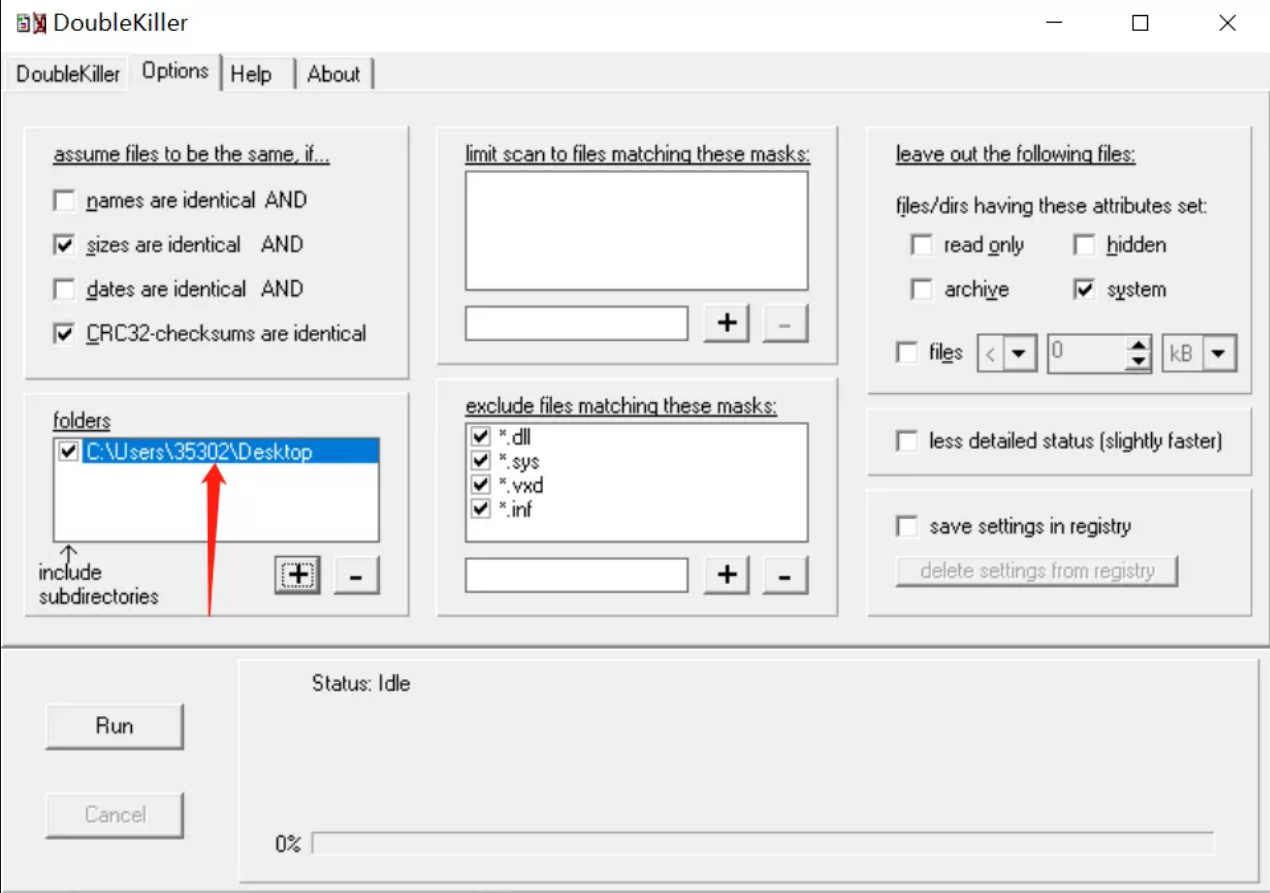 DoubleKiller
DoubleKiller Options Help About
assume files to be the same, if...
names are identical AND
sizes are identical AND
dates are identical AND
CRC32-checksums are identical
folders
C:\Users\35302\Desktop
include
subdirectories
+ -
limit scan to files matching these masks:
+ -
exclude files matching these masks:
*.dll
*.sys
*.vxd
*.inf
+ -
leave out the following files:
files/dirs having these attributes set:
read only hidden
archive system
files < 0 kB
less detailed status (slightly faster)
save settings in registry
delete settings from registry
Run
Cancel
Status: Idle
0%